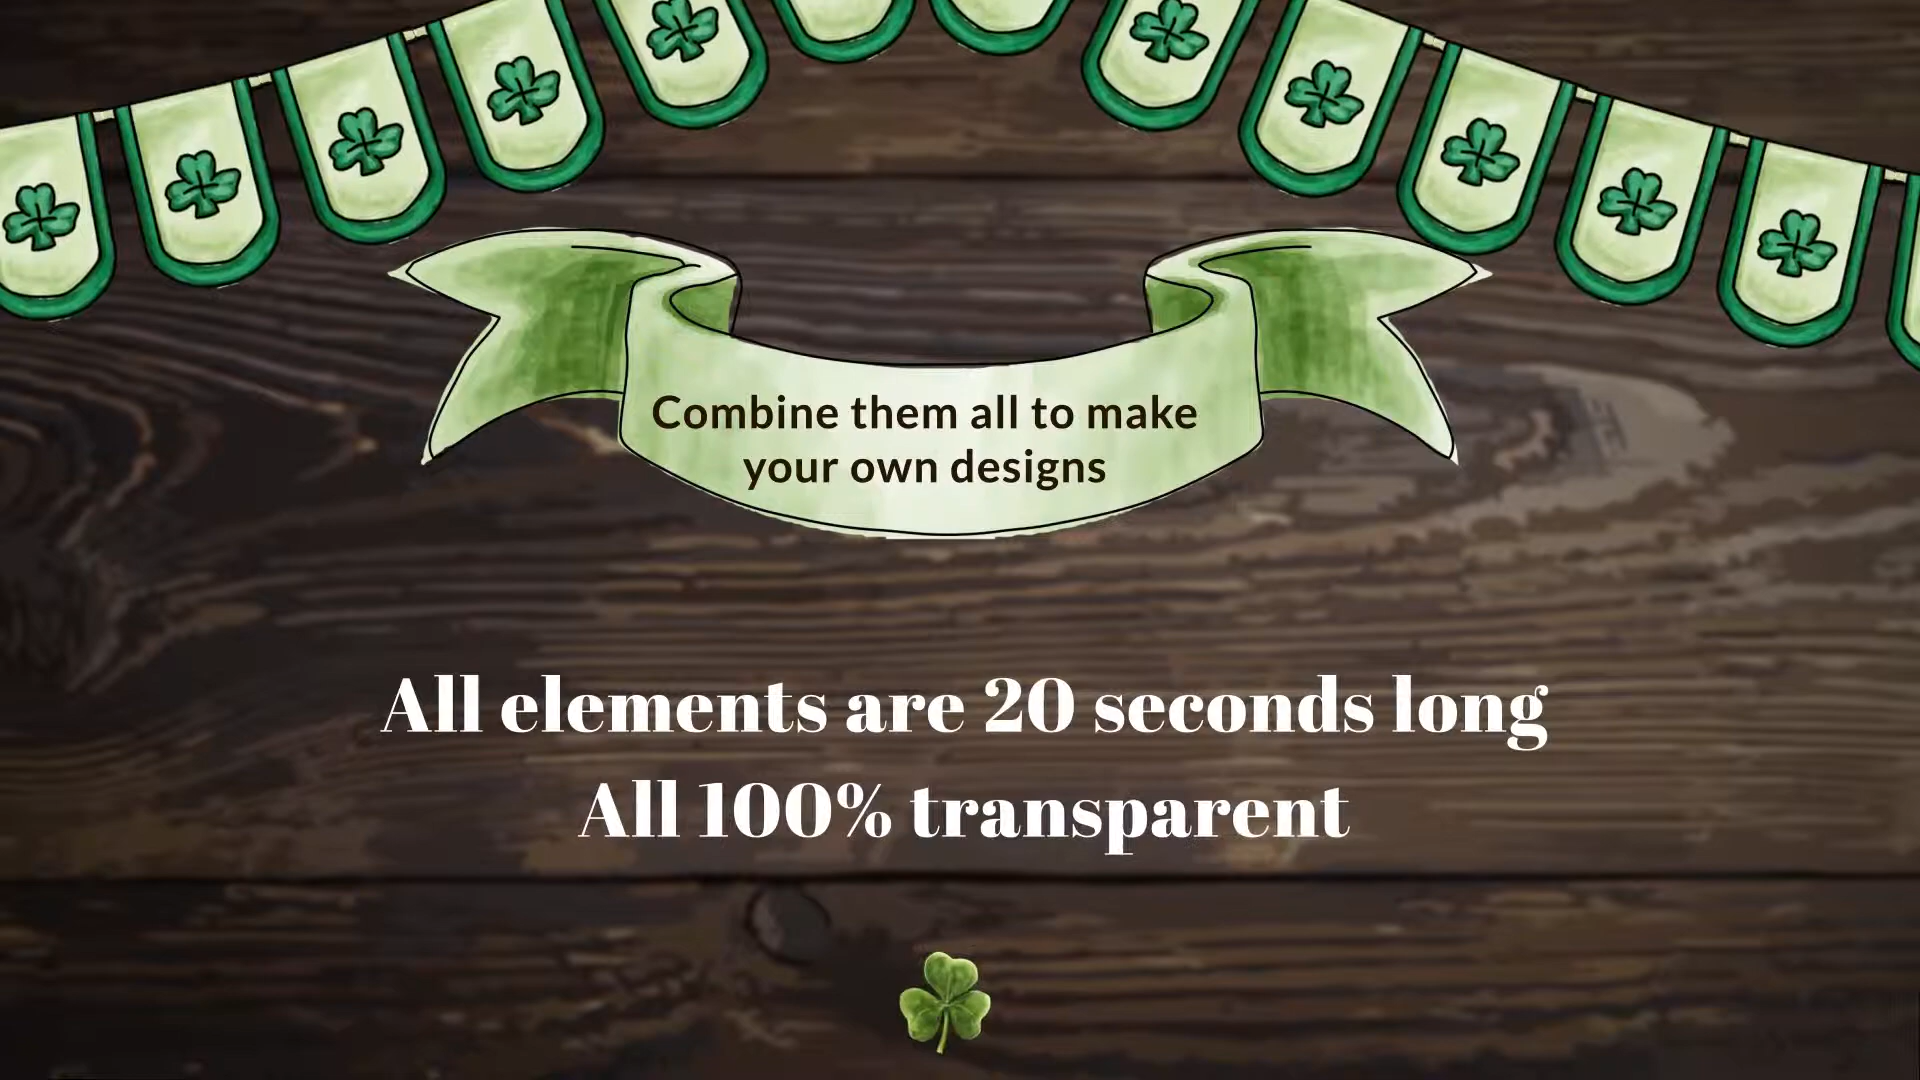 Combine them all to make
your own designs
All elements are 20 seconds long
All 100% transparent